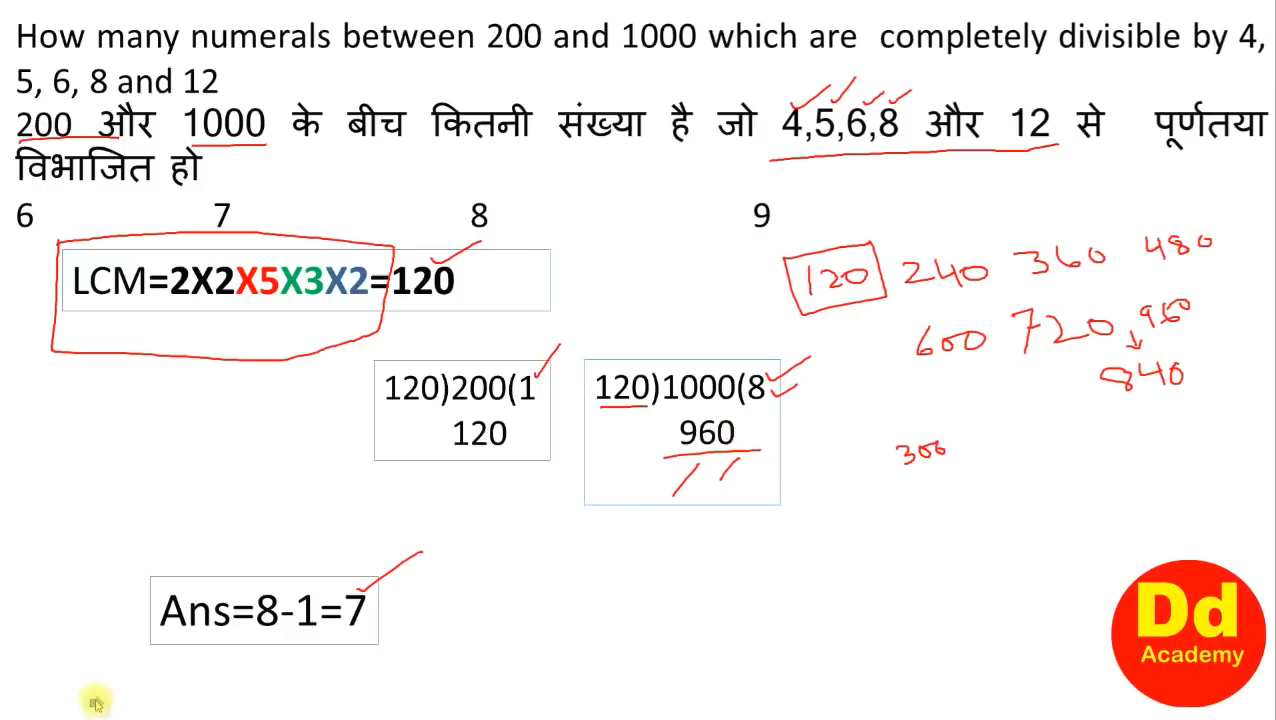 How many numerals between 200 and 1000 which are completely divisible by 4,
5, 6, 8 and 12
200 और 1000 के बीच कितनी संख्या है जो 4,5,6,8 और 12 से पूर्णतया
विभाजित हो
6 7 8 9
LCM=2X2X5X3X2=120
120 240 360 480
600 720 960
840
120)200(1
120
120)1000(8
960
300
Ans=8-1=7
Dd
Academy